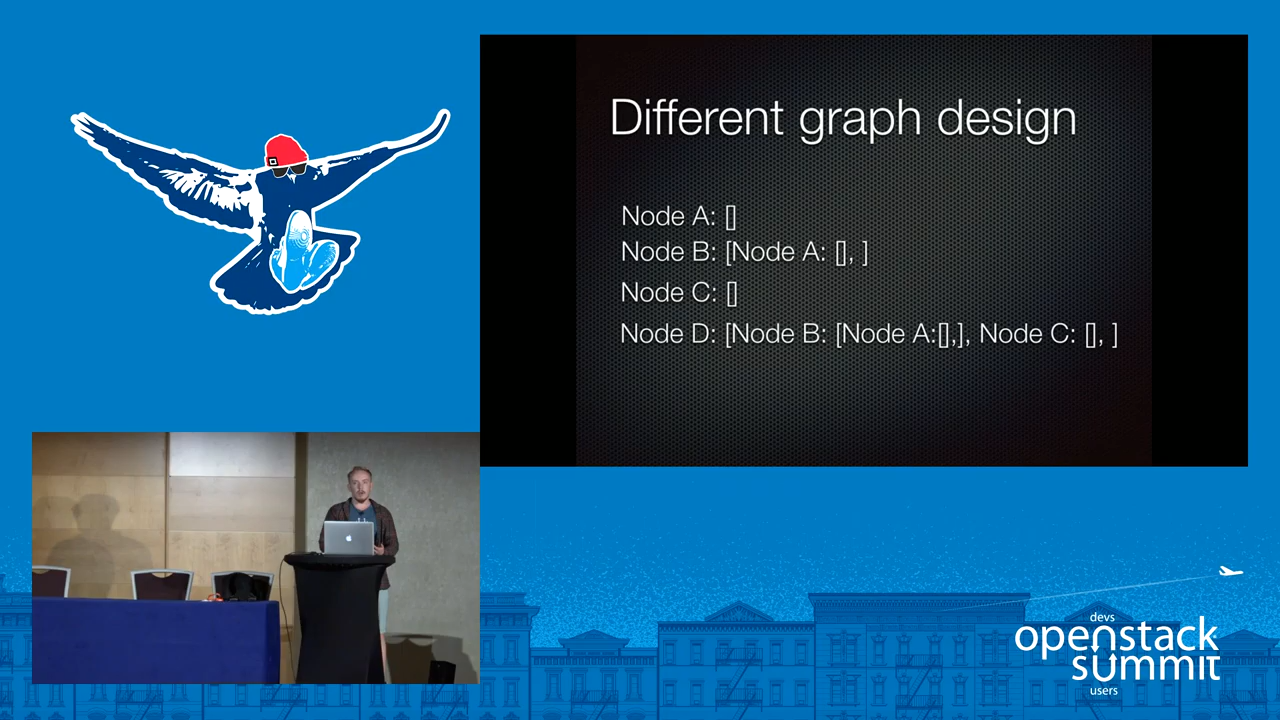 Different graph design
Node A: []
Node B: [Node A: [], ]
Node C: []
Node D: [Node B: [Node A:[],], Node C: [], ]
devs
openstack
summit
users